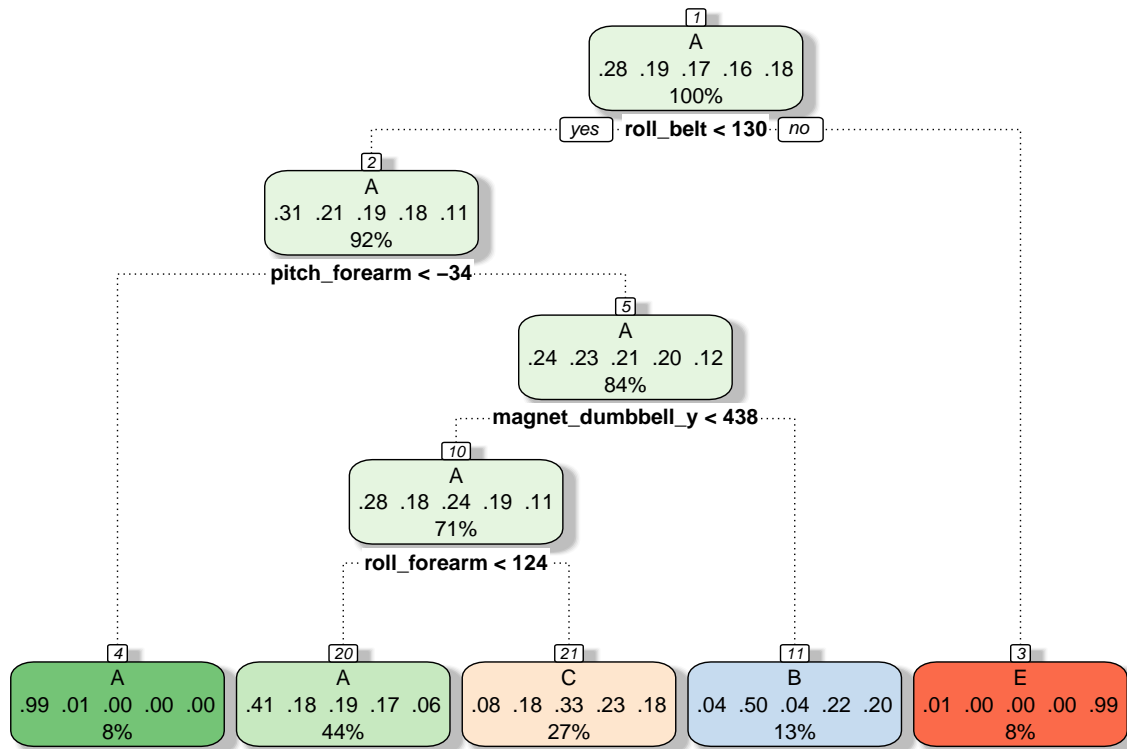 1
A
.28 .19 .17 .16 .18
100%
yes roll_belt < 130 no
2
A
.31 .21 .19 .18 .11
92%
pitch_forearm < −34
5
A
.24 .23 .21 .20 .12
84%
magnet_dumbbell_y < 438
10
A
.28 .18 .24 .19 .11
71%
roll_forearm < 124
4
A
.99 .01 .00 .00 .00
8%
20
A
.41 .18 .19 .17 .06
44%
21
C
.08 .18 .33 .23 .18
27%
11
B
.04 .50 .04 .22 .20
13%
3
E
.01 .00 .00 .00 .99
8%